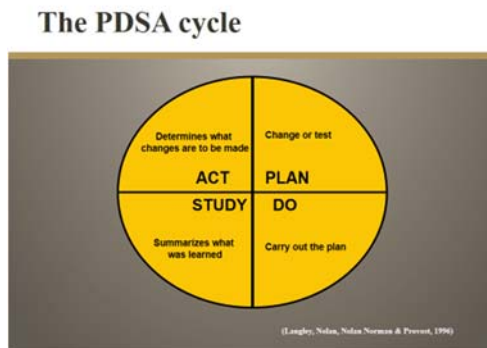 The PDSA cycle
Determines what
changes are to be made
Change or test
ACT
PLAN
STUDY
DO
Summarizes what
was learned
Carry out the plan
(Langley, Nolan, Nolan Norman & Provost, 1996)